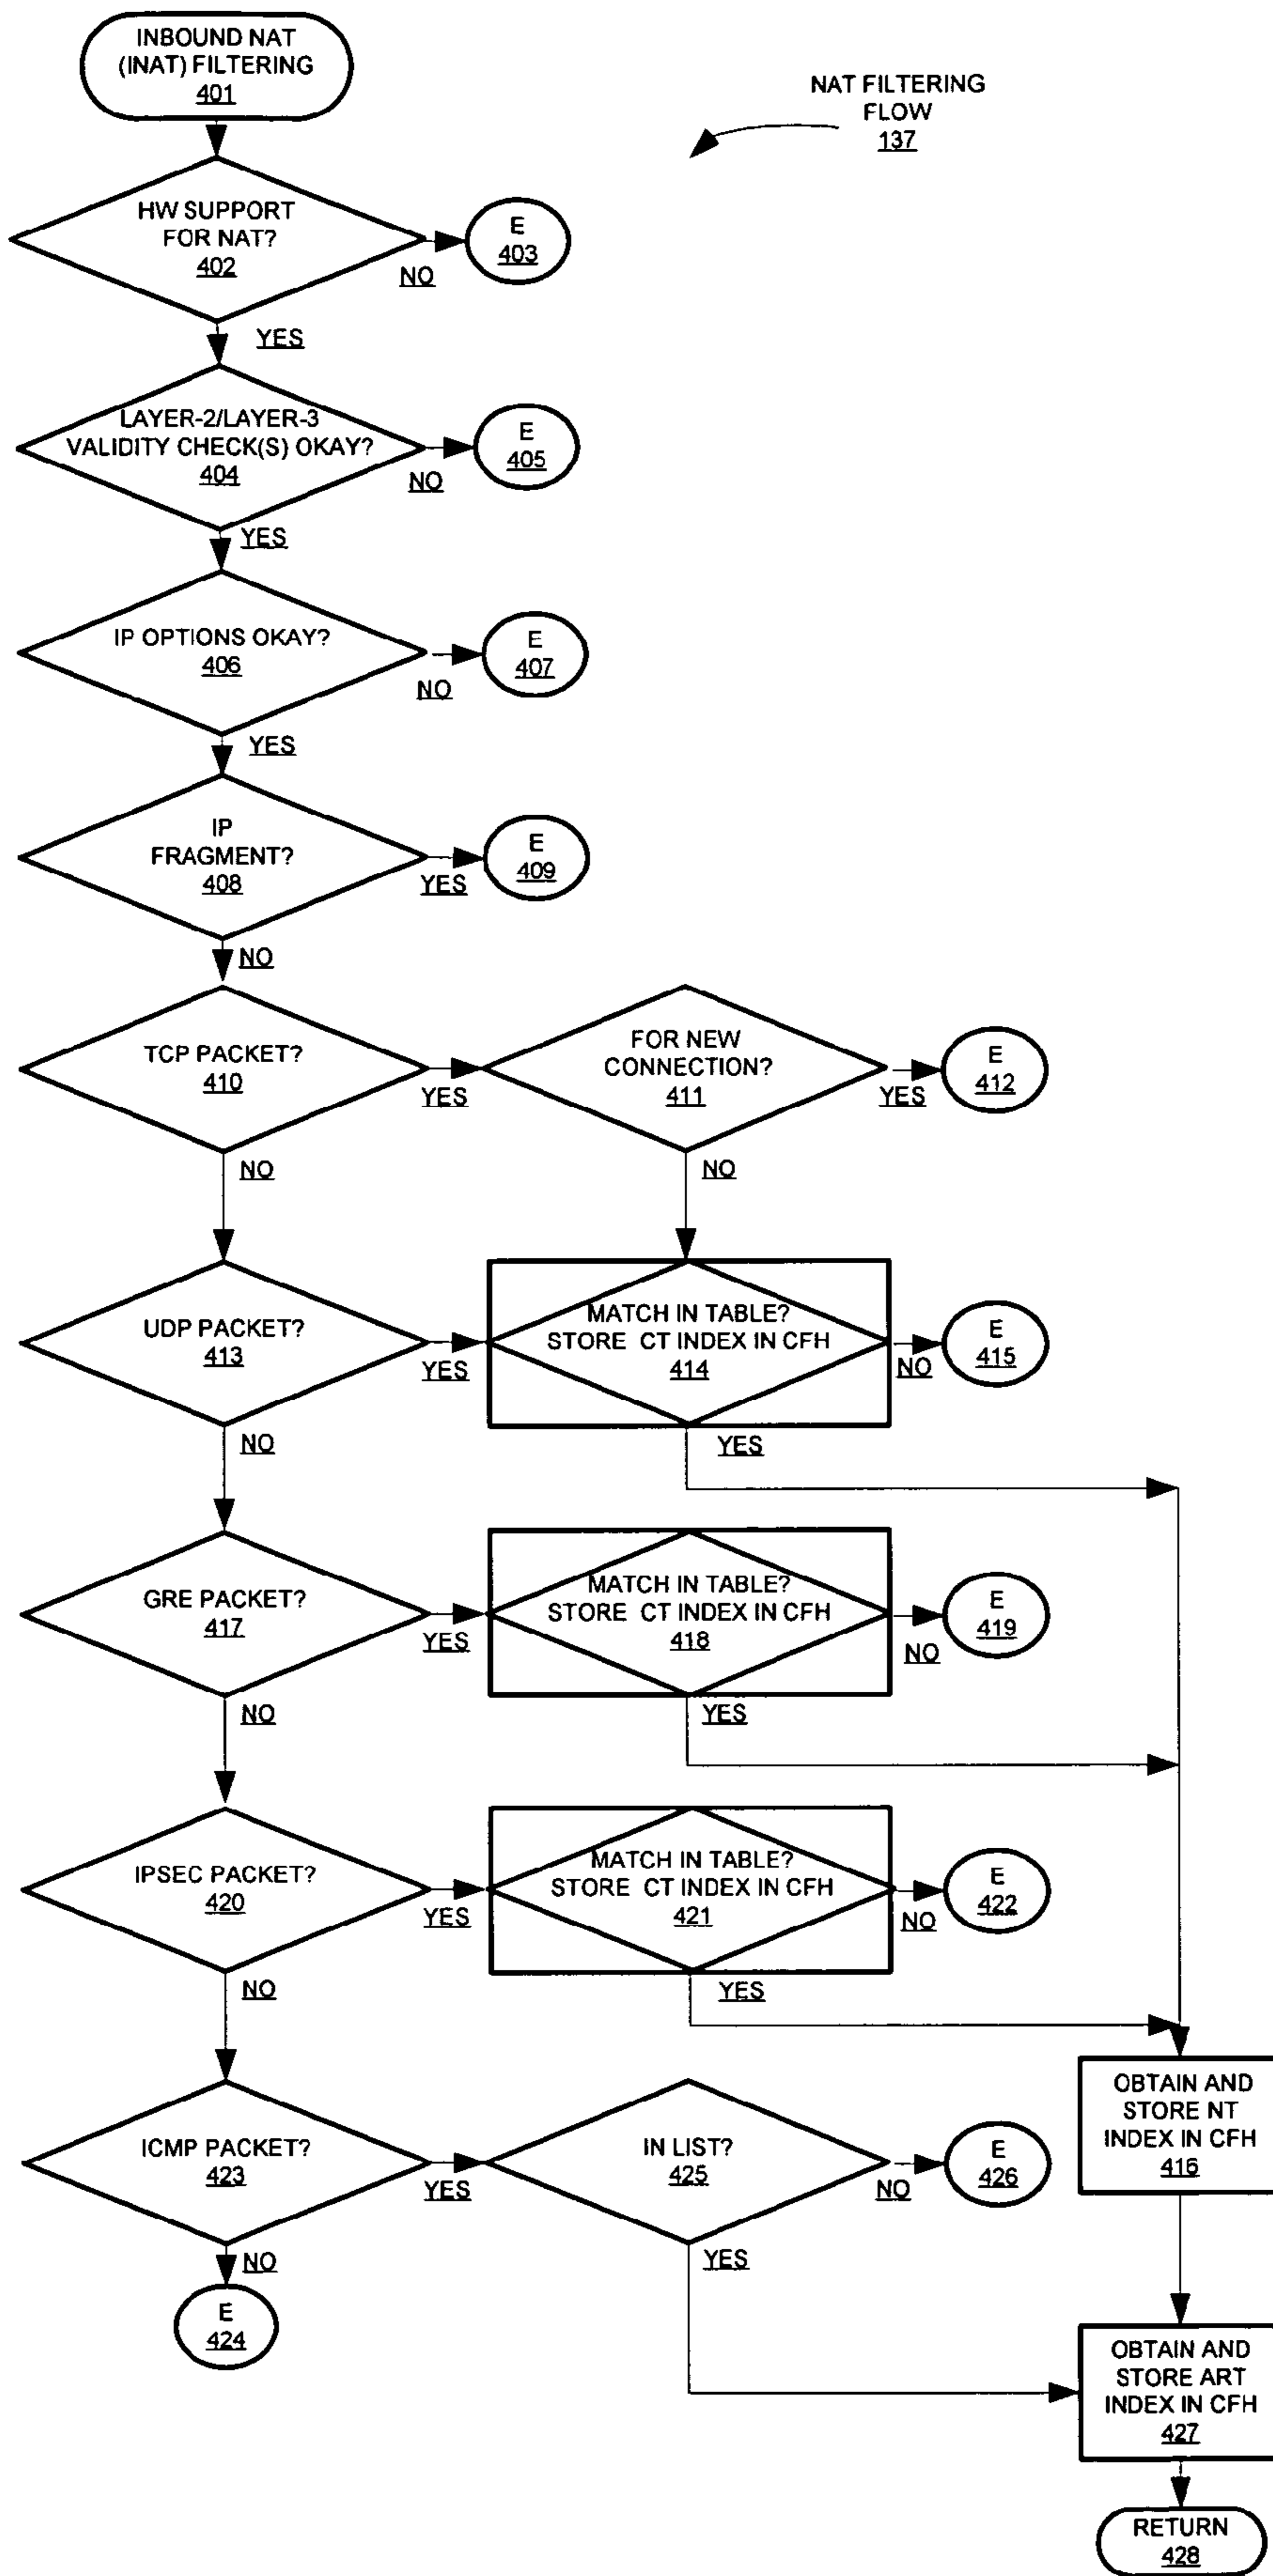 INBOUND NAT
(INAT) FILTERING
401
NAT FILTERING
FLOW
137
HW SUPPORT
FOR NAT?
402
NO
E
403
YES
LAYER-2/LAYER-3
VALIDITY CHECK(S) OKAY?
404
NO
E
405
YES
IP OPTIONS OKAY?
406
NO
E
407
YES
IP
FRAGMENT?
408
YES
E
409
NO
TCP PACKET?
410
YES
FOR NEW
CONNECTION?
411
YES
E
412
NO
NO
UDP PACKET?
413
YES
MATCH IN TABLE?
STORE CT INDEX IN CFH
414
NO
E
415
NO
YES
GRE PACKET?
417
YES
MATCH IN TABLE?
STORE CT INDEX IN CFH
418
NO
E
419
NO
YES
IPSEC PACKET?
420
YES
MATCH IN TABLE?
STORE CT INDEX IN CFH
421
NO
E
422
NO
YES
OBTAIN AND
STORE NT
INDEX IN CFH
416
ICMP PACKET?
423
YES
IN LIST?
425
NO
E
426
NO
YES
E
424
OBTAIN AND
STORE ART
INDEX IN CFH
427
RETURN
428